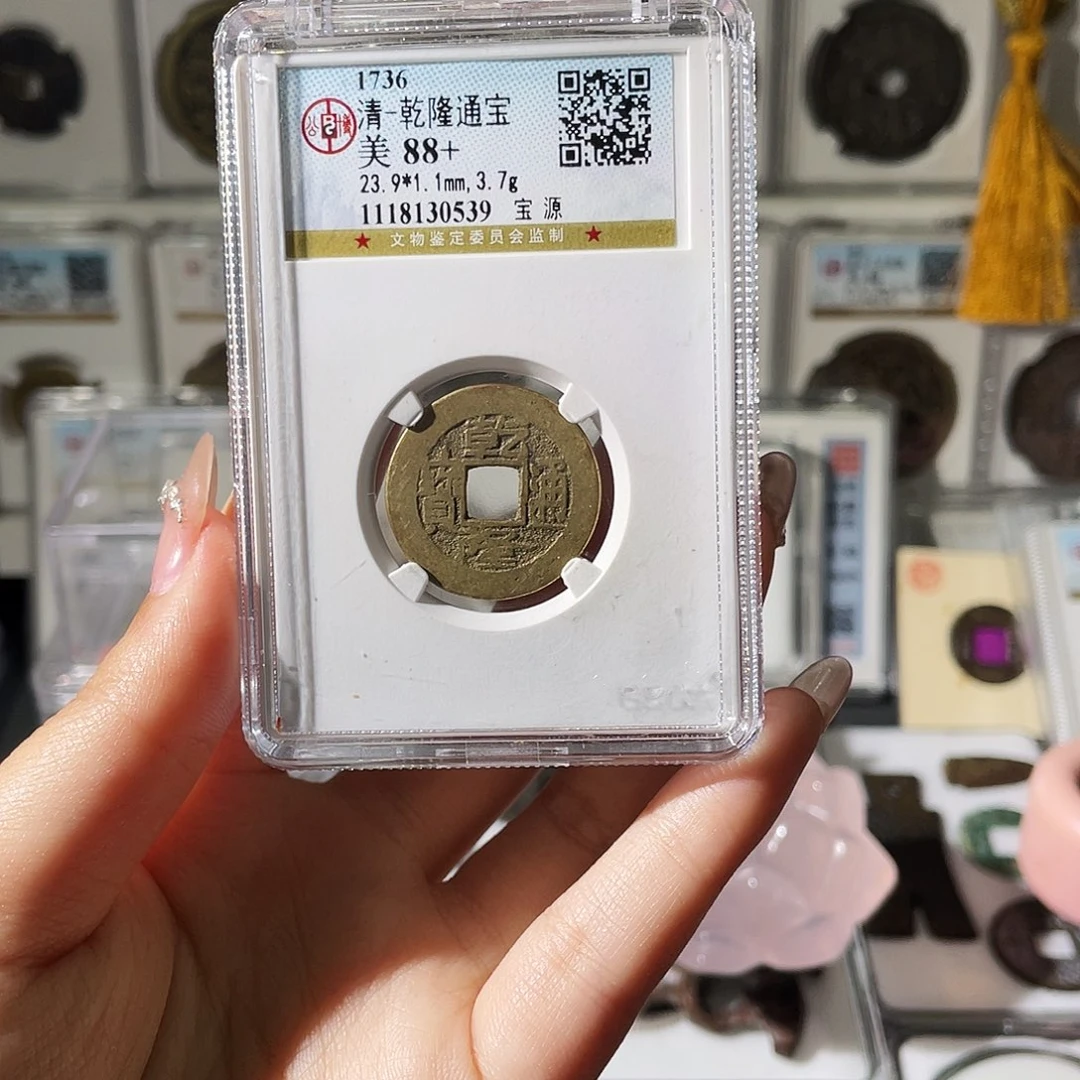 1736
清-乾隆通宝
美 88+
23.9*1.1mm,3.7g
1118130539 宝 源
★ 文物鉴定委员会监制 ★
乾
隆 通
寶